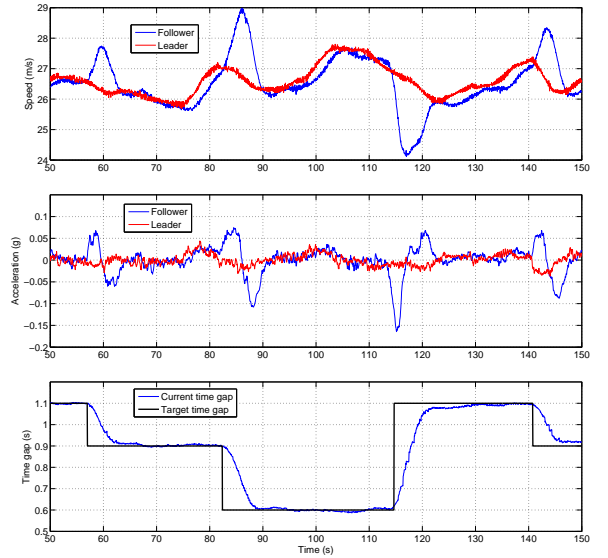 29
28
27
26
25
24
Speed (m/s)
Follower
Leader
50 60 70 80 90 100 110 120 130 140 150
0.1
0.05
0
−0.05
−0.1
−0.15
−0.2
Acceleration (g)
Follower
Leader
50 60 70 80 90 100 110 120 130 140 150
1.1
0.9
0.8
0.6
0.5
Time gap (s)
Current time gap
Target time gap
50 60 70 80 90 100 110 120 130 140 150
Time (s)